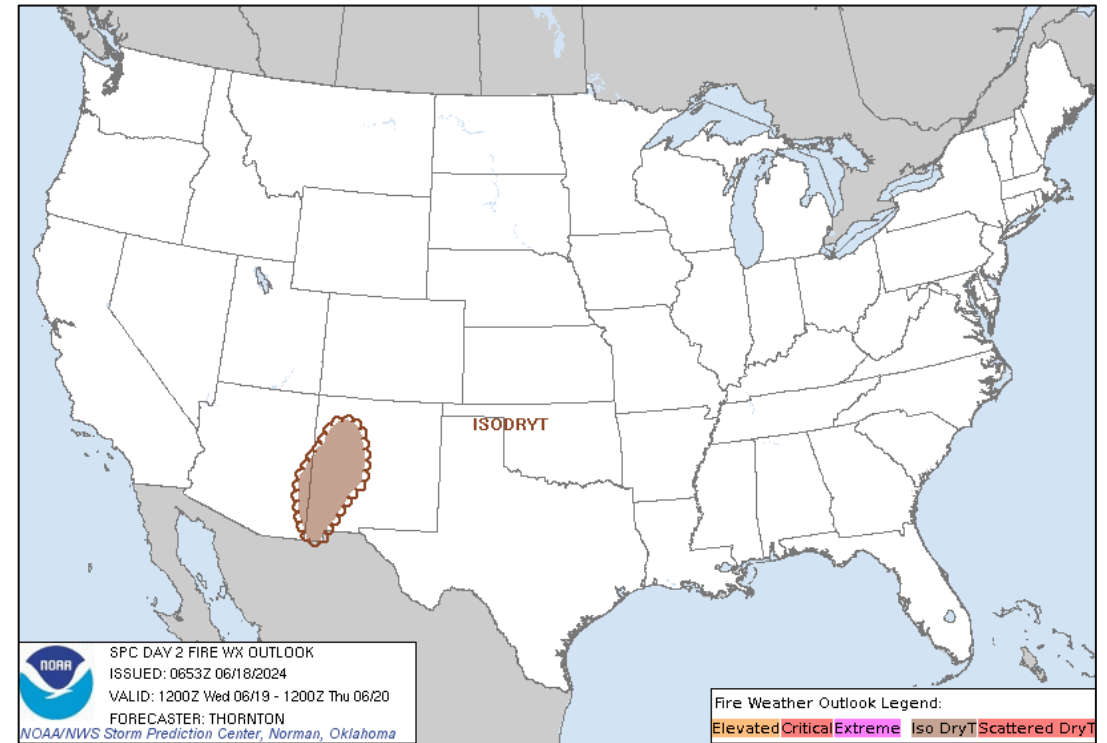 ISODRYT
NOAA
SPC DAY 2 FIRE WX OUTLOOK
ISSUED: 0653Z 06/18/2024
VALID: 1200Z Wed 06/19 - 1200Z Thu 06/20
FORECASTER: THORNTON
NOAA/NWS Storm Prediction Center, Norman, Oklahoma
Fire Weather Outlook Legend:
Elevated Critical Extreme Iso DryT Scattered DryT